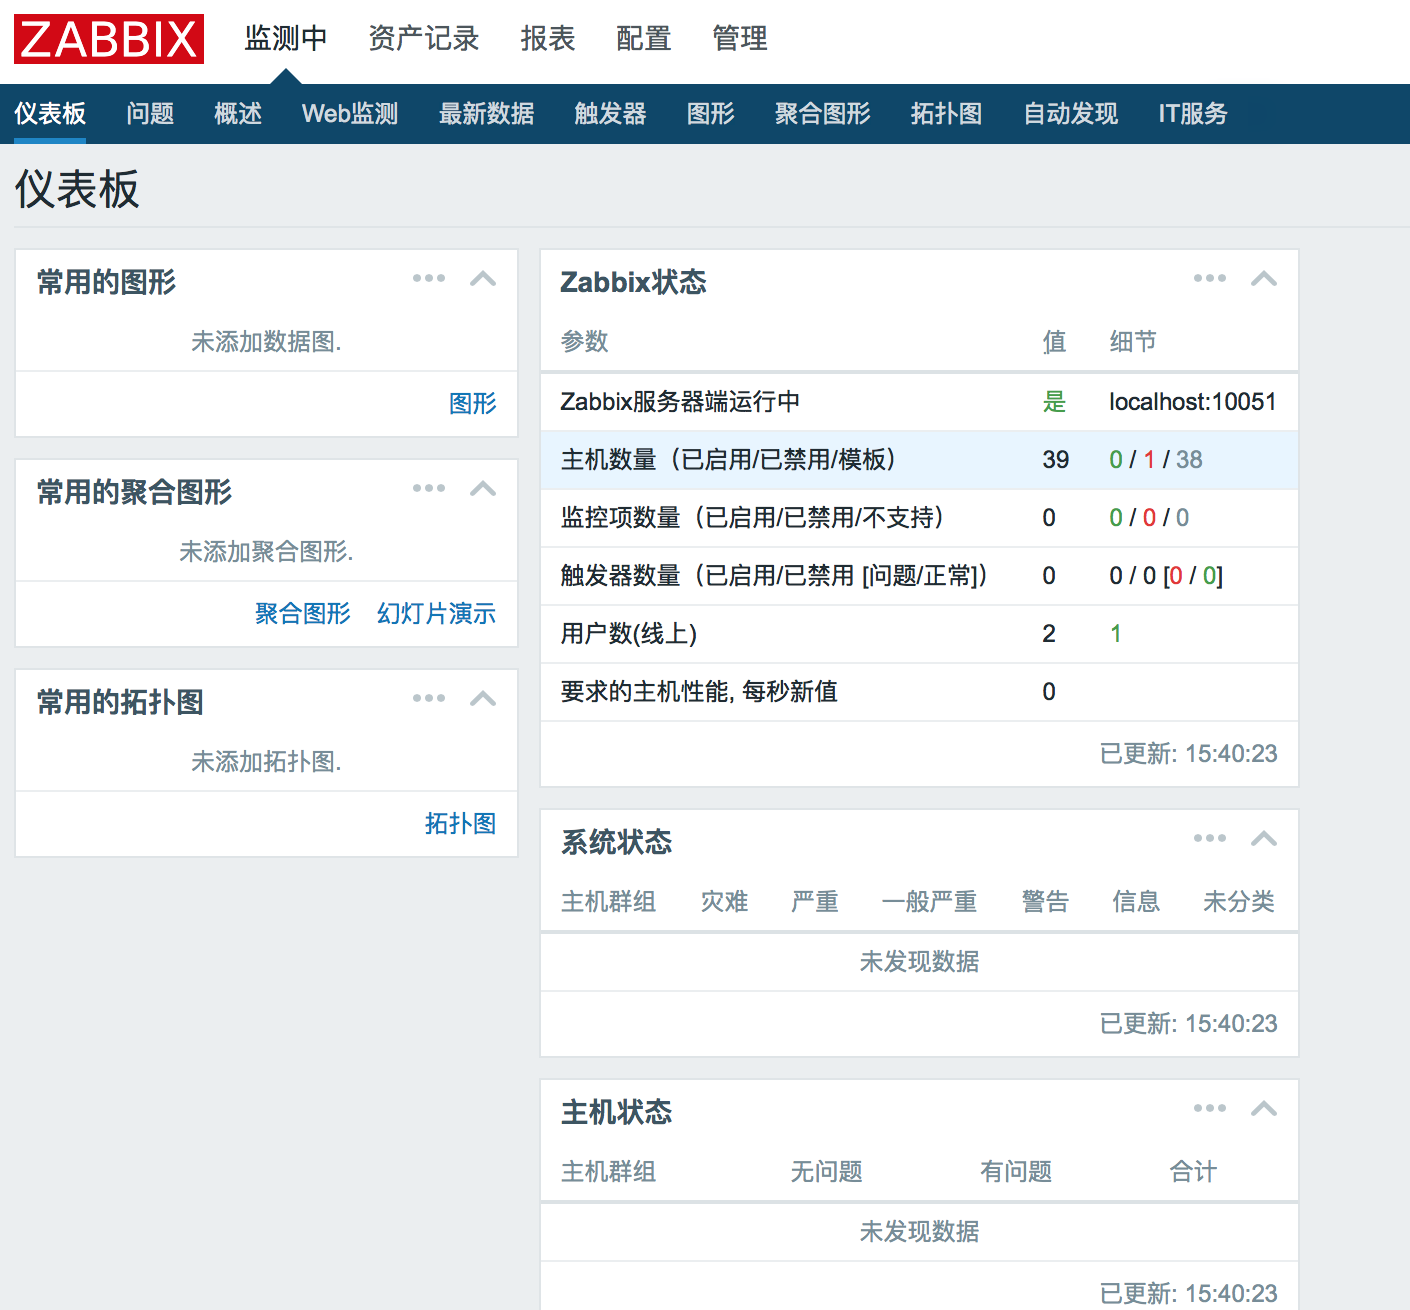 ZABBIX 监测中 资产记录 报表 配置 管理
仪表板 问题 概述 Web监测 最新数据 触发器 图形 聚合图形 拓扑图 自动发现 IT服务
仪表板
常用的图形
未添加数据图.
图形
常用的聚合图形
未添加聚合图形.
聚合图形 幻灯片演示
常用的拓扑图
未添加拓扑图.
拓扑图
Zabbix状态
参数 值 细节
Zabbix服务器端运行中 是 localhost:10051
主机数量（已启用/已禁用/模板） 39 0 / 1 / 38
监控项数量（已启用/已禁用/不支持） 0 0 / 0 / 0
触发器数量（已启用/已禁用 [问题/正常]） 0 0 / 0 [0 / 0]
用户数(线上) 2 1
要求的主机性能, 每秒新值 0
已更新: 15:40:23
系统状态
主机群组 灾难 严重 一般严重 警告 信息 未分类
未发现数据
已更新: 15:40:23
主机状态
主机群组 无问题 有问题 合计
未发现数据
已更新: 15:40:23